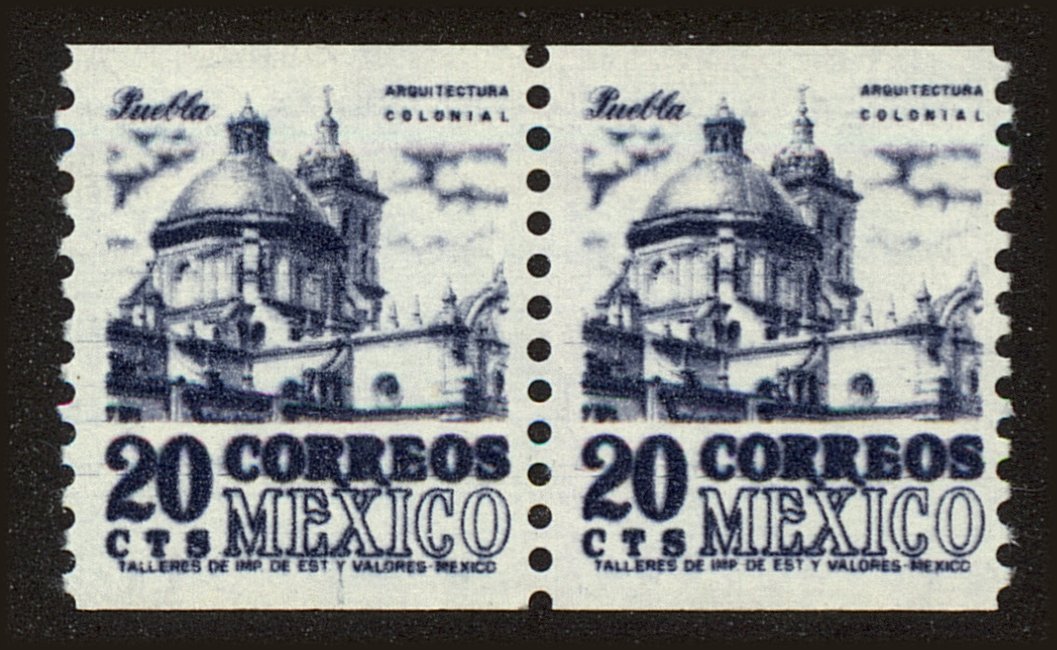 Puebla
ARQUITECTURA
COLONIAL
20 CORREOS
CTS MEXICO
TALLERES DE IMP. DE EST. Y VALORES-MEXICO
Puebla
ARQUITECTURA
COLONIAL
20 CORREOS
CTS MEXICO
TALLERES DE IMP. DE EST. Y VALORES-MEXICO